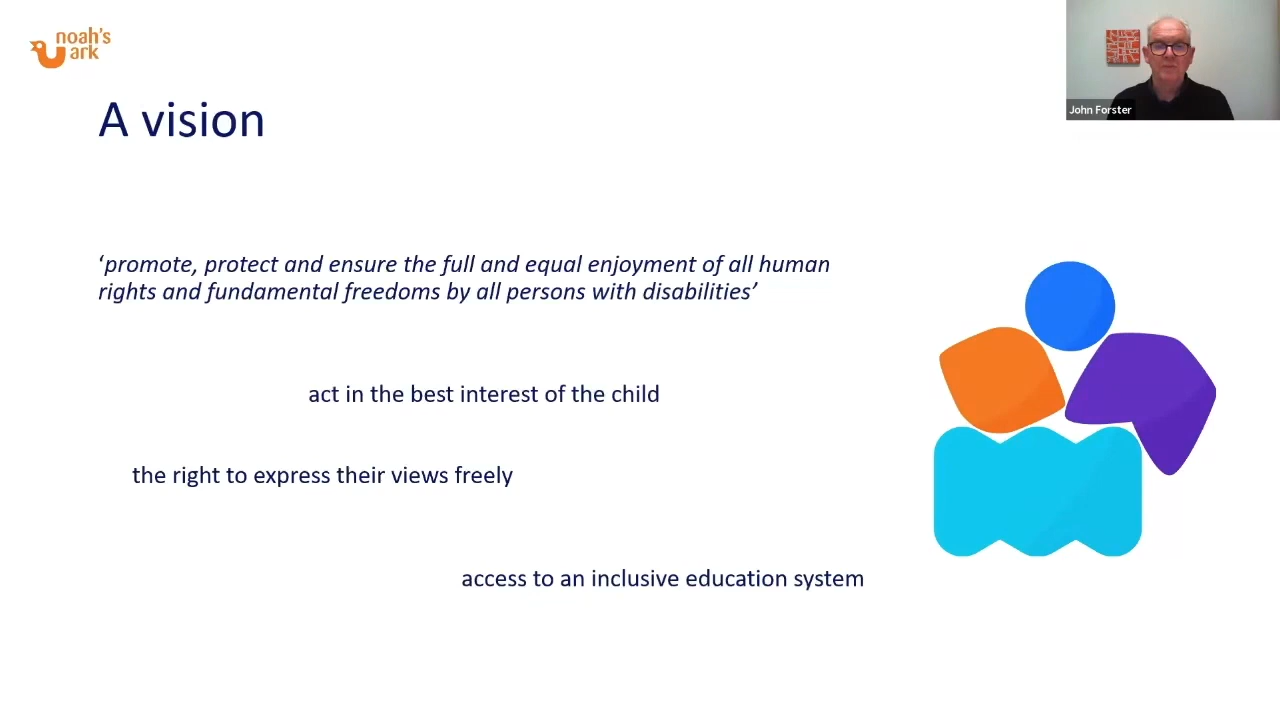 noah's
ark
John Forster
A vision
‘promote, protect and ensure the full and equal enjoyment of all human
rights and fundamental freedoms by all persons with disabilities’
act in the best interest of the child
the right to express their views freely
access to an inclusive education system